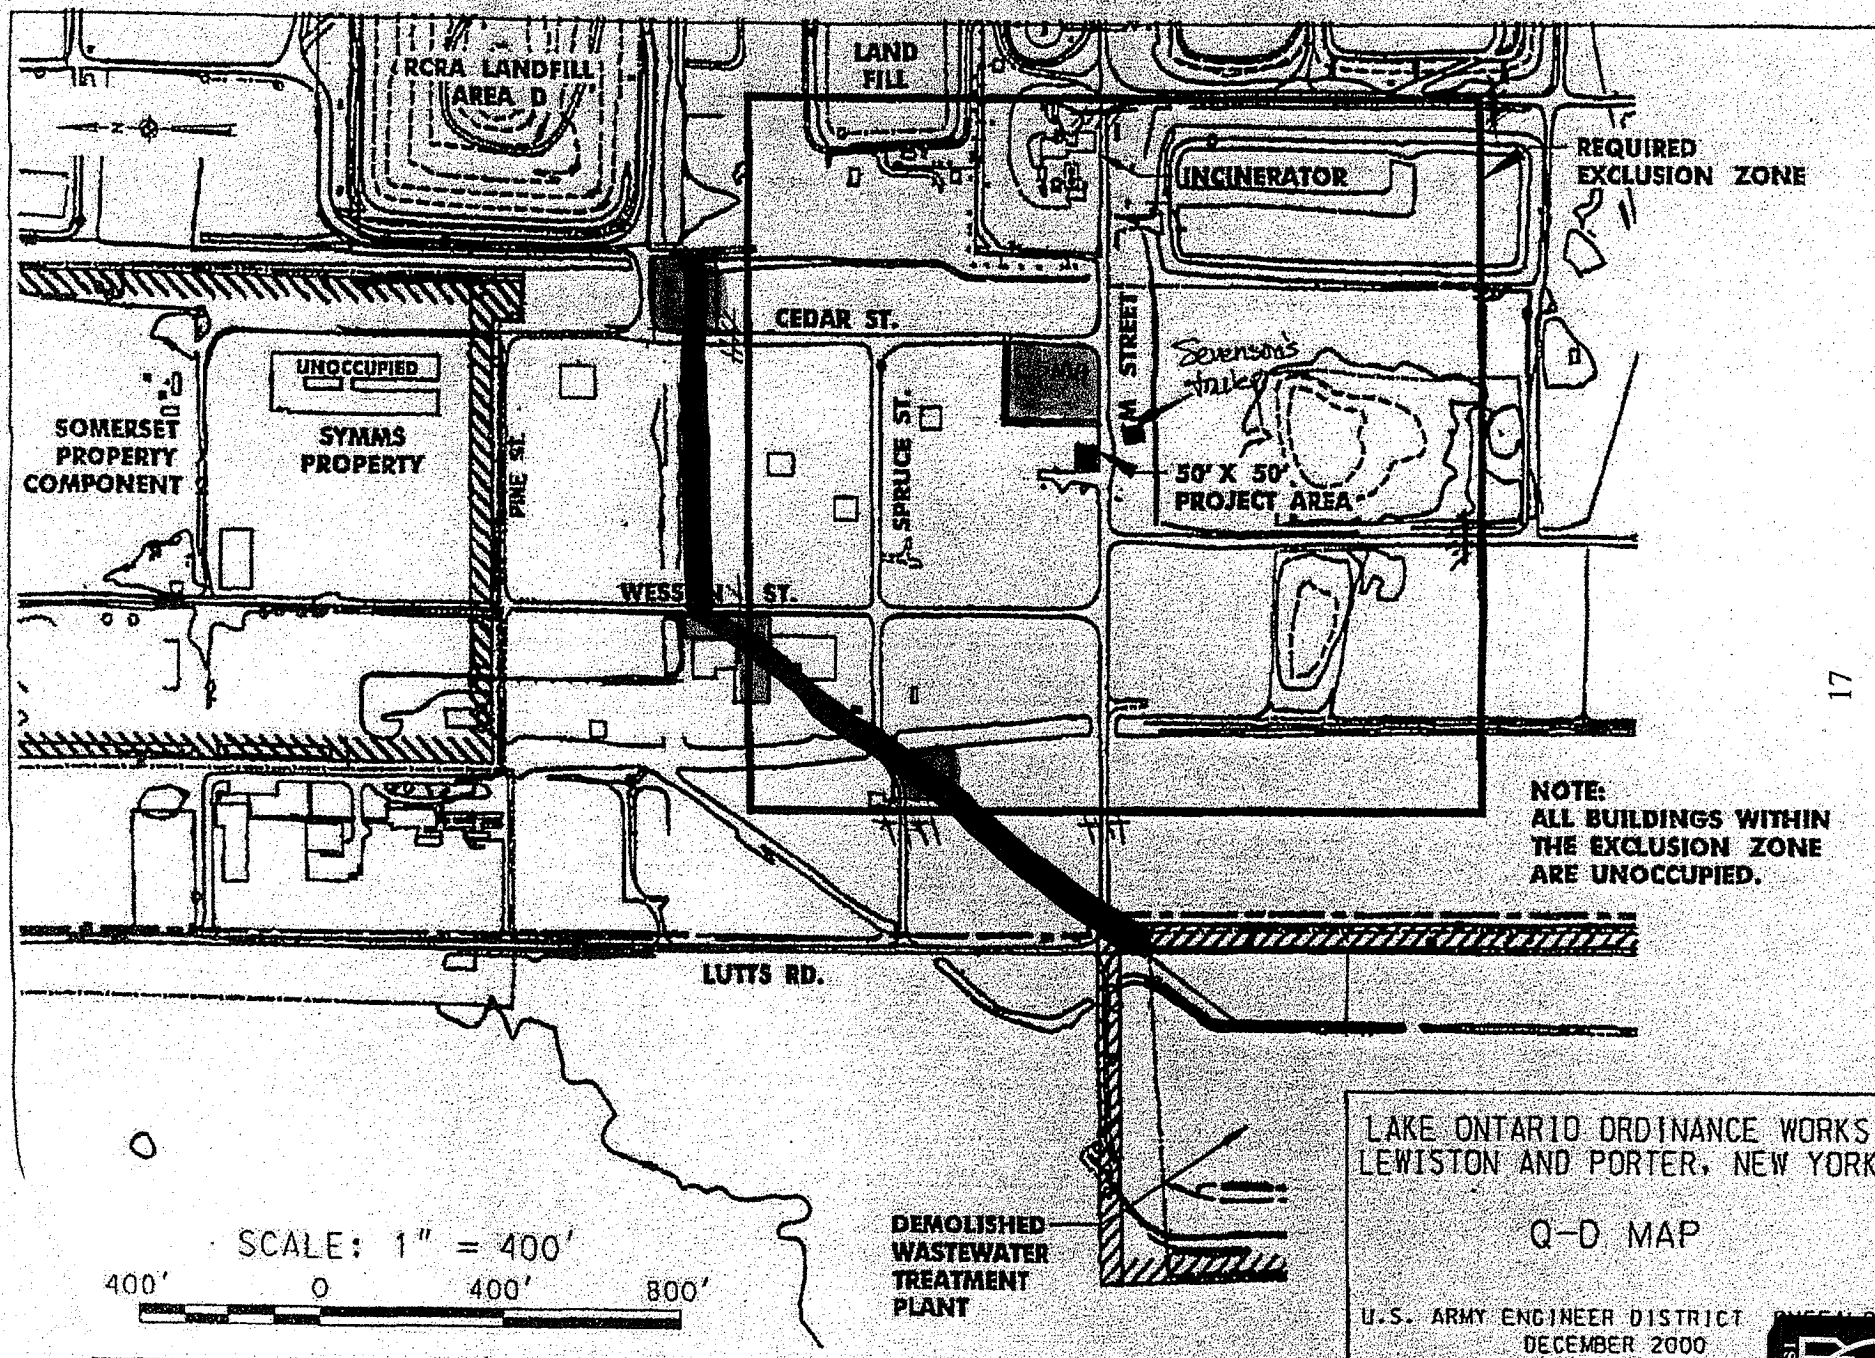 RCRA LANDFILL
AREA D
LAND
FILL
N
REQUIRED
EXCLUSION ZONE
INCINERATOR
CEDAR ST.
STREET
Sevenson's
UNOCCUPIED
SOMERSET
PROPERTY
COMPONENT
SYMMS
PROPERTY
PINE ST.
SPRUCE ST.
50' X 50'
PROJECT AREA
ST.
17
NOTE:
ALL BUILDINGS WITHIN
THE EXCLUSION ZONE
ARE UNOCCUPIED.
LUTTS RD.
LAKE ONTARIO ORDINANCE WORKS
LEWISTON AND PORTER, NEW YORK
Q-D MAP
U.S. ARMY ENGINEER DISTRICT
DECEMBER 2000
DEMOLISHED
WASTEWATER
TREATMENT
PLANT
SCALE: 1" = 400'
400' 0 400' 800'